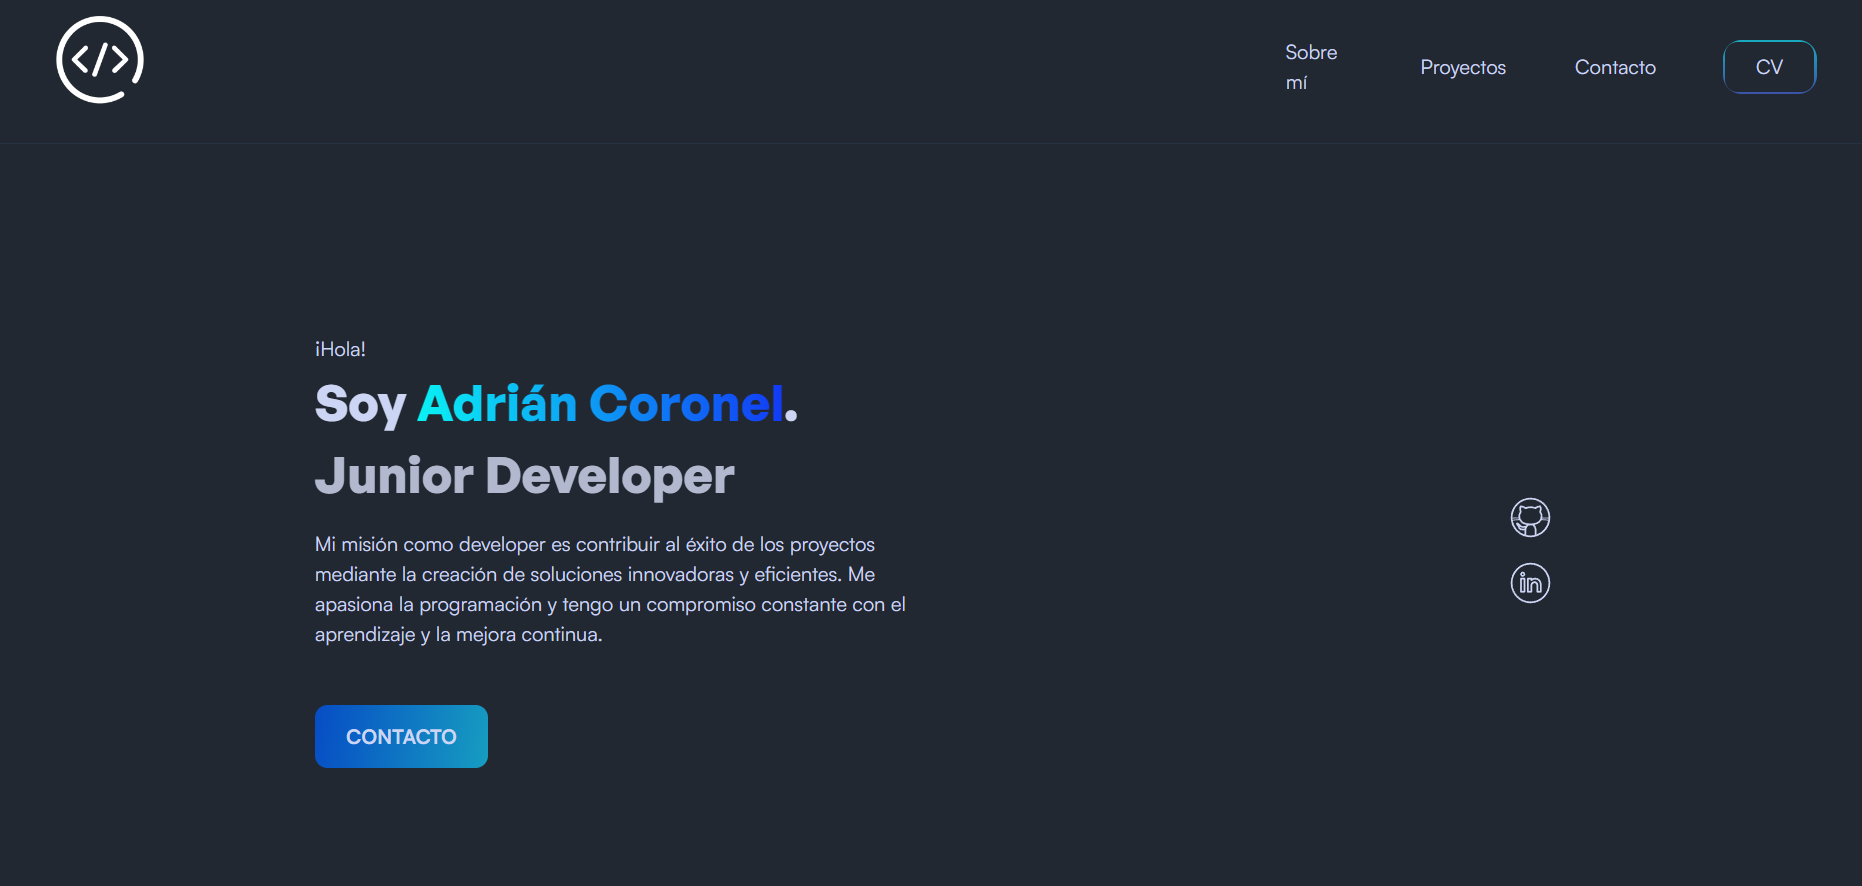 </>
Sobre
mí
Proyectos
Contacto
CV
¡Hola!
Soy Adrián Coronel.
Junior Developer
Mi misión como developer es contribuir al éxito de los proyectos
mediante la creación de soluciones innovadoras y eficientes. Me
apasiona la programación y tengo un compromiso constante con el
aprendizaje y la mejora continua.
in
CONTACTO